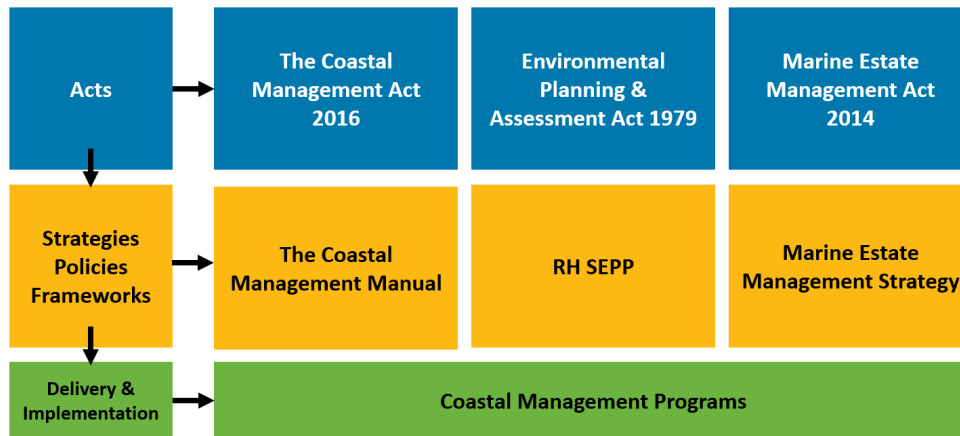 Acts
The Coastal
Management Act
2016
Environmental
Planning &
Assessment Act 1979
Marine Estate
Management Act
2014
Strategies
Policies
Frameworks
The Coastal
Management Manual
RH SEPP
Marine Estate
Management Strategy
Delivery &
Implementation
Coastal Management Programs